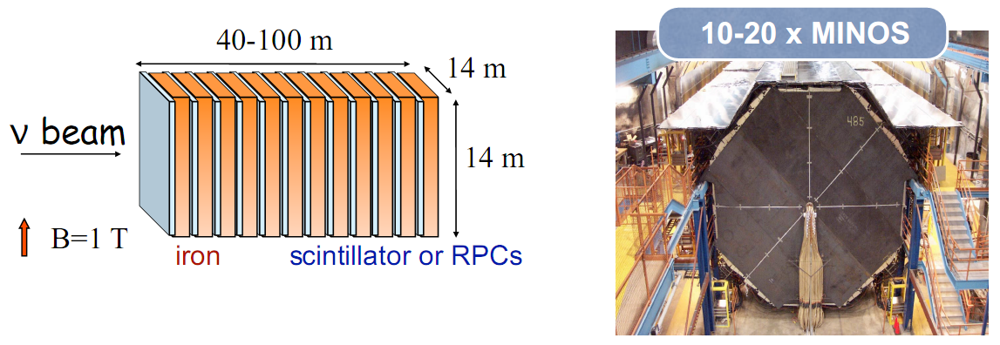 40-100 m
14 m
ν beam
14 m
B=1 T
iron
scintillator or RPCs
10-20 x MINOS
485